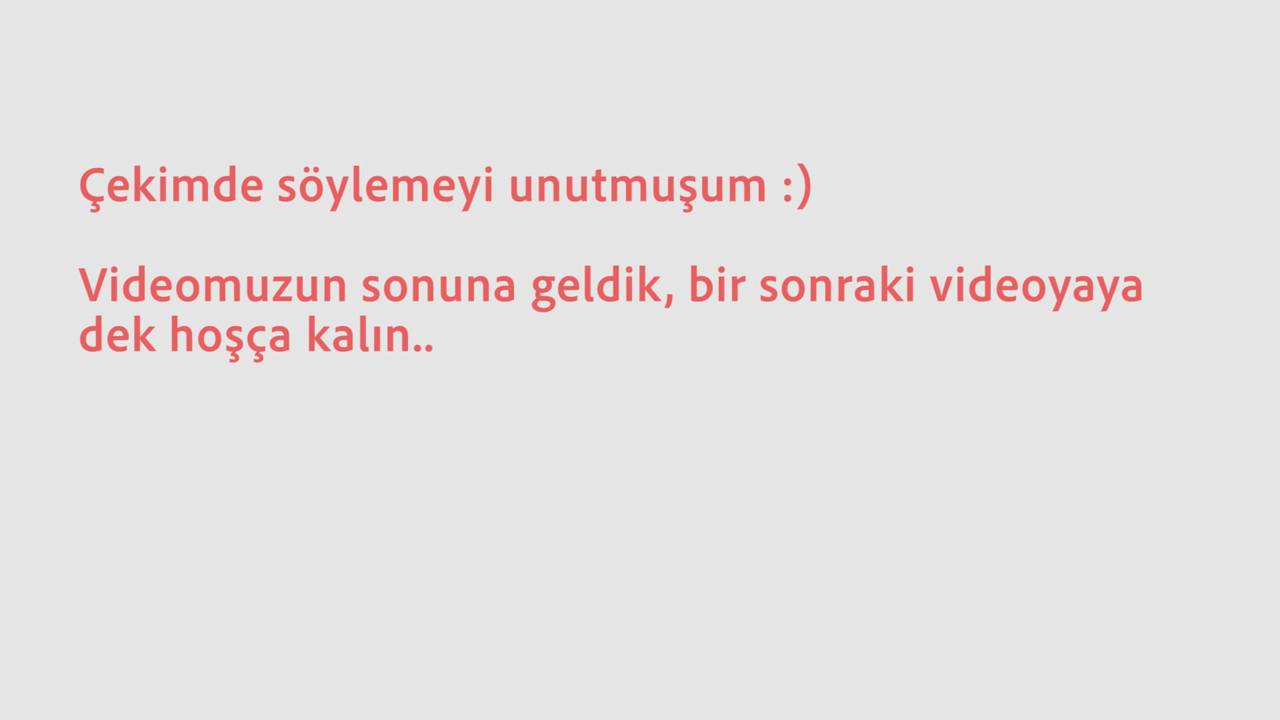 Çekimde söylemeyi unutmuşum :)
Videomuzun sonuna geldik, bir sonraki videoyaya
dek hoşça kalın..